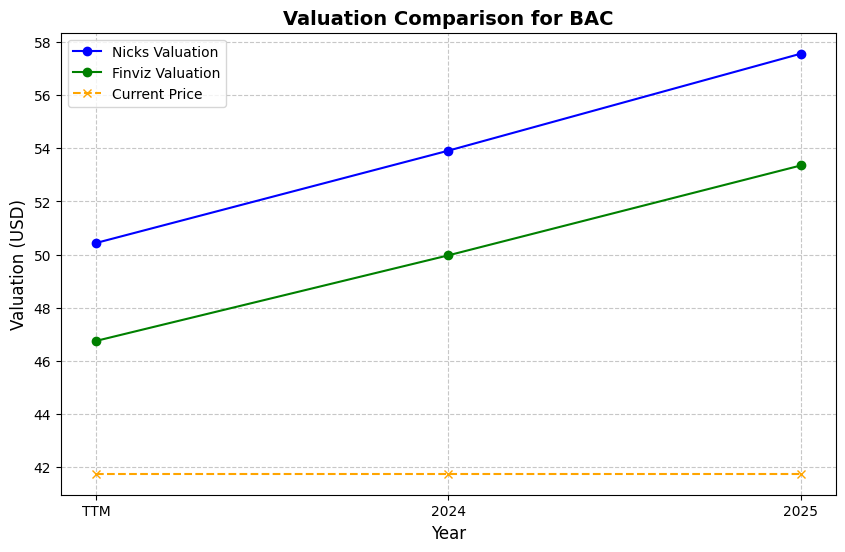 Valuation Comparison for BAC
Nicks Valuation
Finviz Valuation
Current Price
Valuation (USD)
58
56
54
52
50
48
46
44
42
TTM
2024
2025
Year